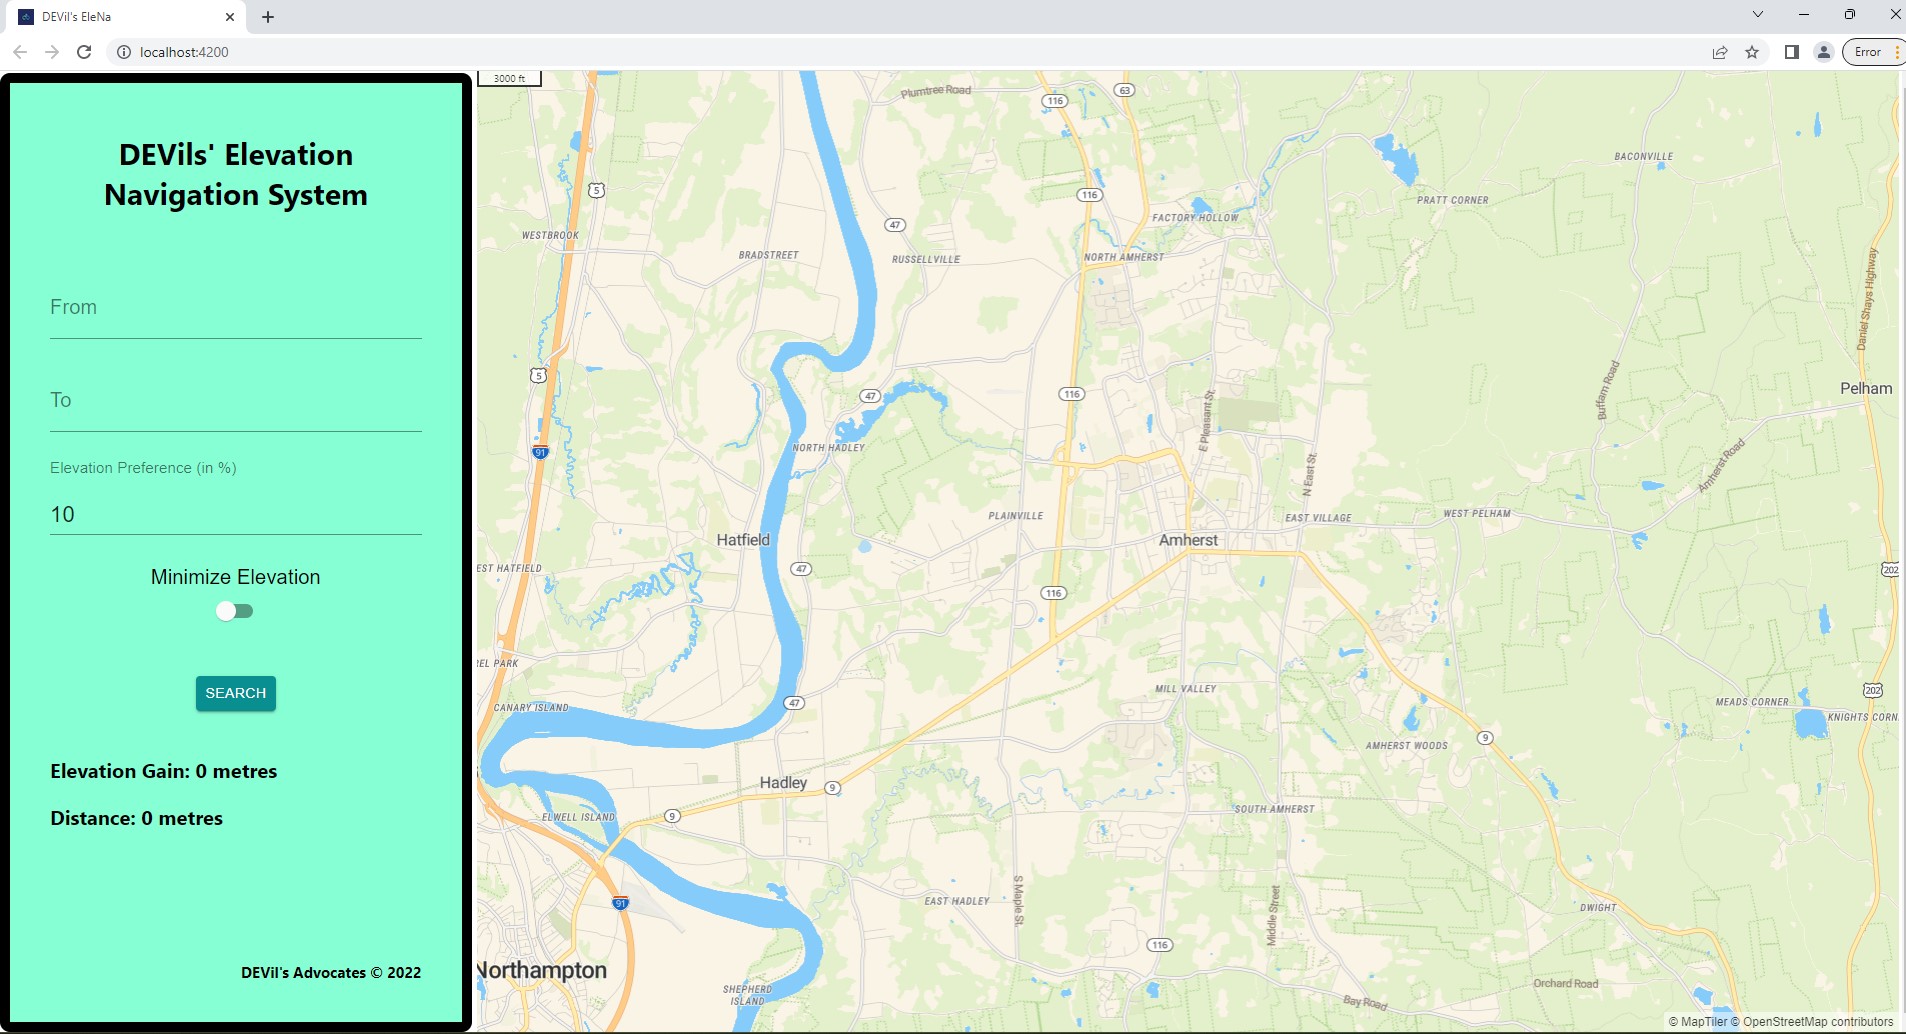 DEVil's EleNa
localhost:4200
Error
DEVils' Elevation
Navigation System
From
To
Elevation Preference (in %)
10
Minimize Elevation
SEARCH
Elevation Gain: 0 metres
Distance: 0 metres
DEVil's Advocates © 2022
3000 ft
Plumtree Road
116
63
BACONVILLE
5
116
PRATT CORNER
FACTORY HOLLOW
47
WESTBROOK
BRADSTREET
RUSSELLVILLE
NORTH AMHERST
Daniel Shays Highway
5
47
116
E Pleasant St.
Buffam Road
Pelham
91
NORTH HADLEY
N East St.
Amherst Road
PLAINVILLE
EAST VILLAGE
WEST PELHAM
Hatfield
Amherst
EST HATFIELD
47
116
202
REL PARK
MILL VALLEY
202
CANARY ISLAND
47
MEADS CORNER
KNIGHTS CORN
9
AMHERST WOODS
Hadley
9
ELWELL ISLAND
9
SOUTH AMHERST
91
EAST HADLEY
S Maple St.
Middle Street
DWIGHT
116
Northampton
SHEPHERD
ISLAND
Bay Road
Orchard Road
© MapTiler © OpenStreetMap contributors